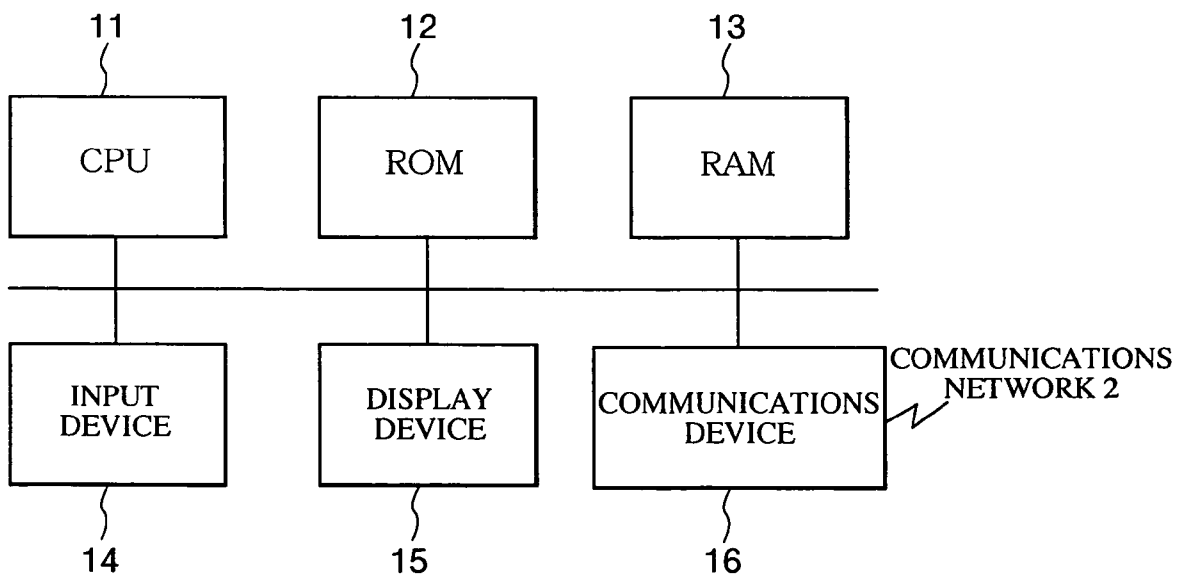 11
12
13
CPU
ROM
RAM
INPUT
DEVICE
DISPLAY
DEVICE
COMMUNICATIONS
DEVICE
COMMUNICATIONS
NETWORK 2
14
15
16